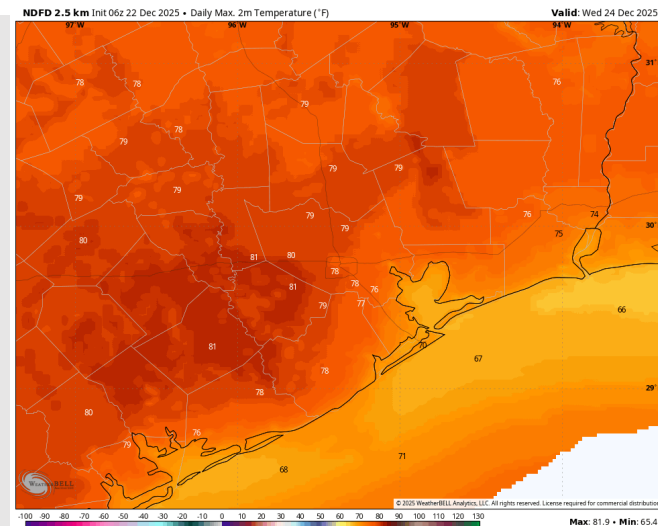 NDFD 2.5 km Init 06z 22 Dec 2025 • Daily Max. 2m Temperature (°F)
Valid: Wed 24 Dec 2025
97°W 96°W 95°W 94°W
31°
78 78 76
79
78
79
79 79
79
79
79 76 74
30°
79 75
80
81 80
78
81 78 76
79 77
66
81 70
67
78
29°
78
80
76
79
71
68
WEATHERBELL
© 2025 WeatherBELL Analytics, LLC. All rights reserved. License required for commercial distribution
-100 -90 -80 -70 -60 -50 -40 -30 -20 -10 0 10 20 30 40 50 60 70 80 90 100 110 120 130
Max: 81.9 • Min: 65.4